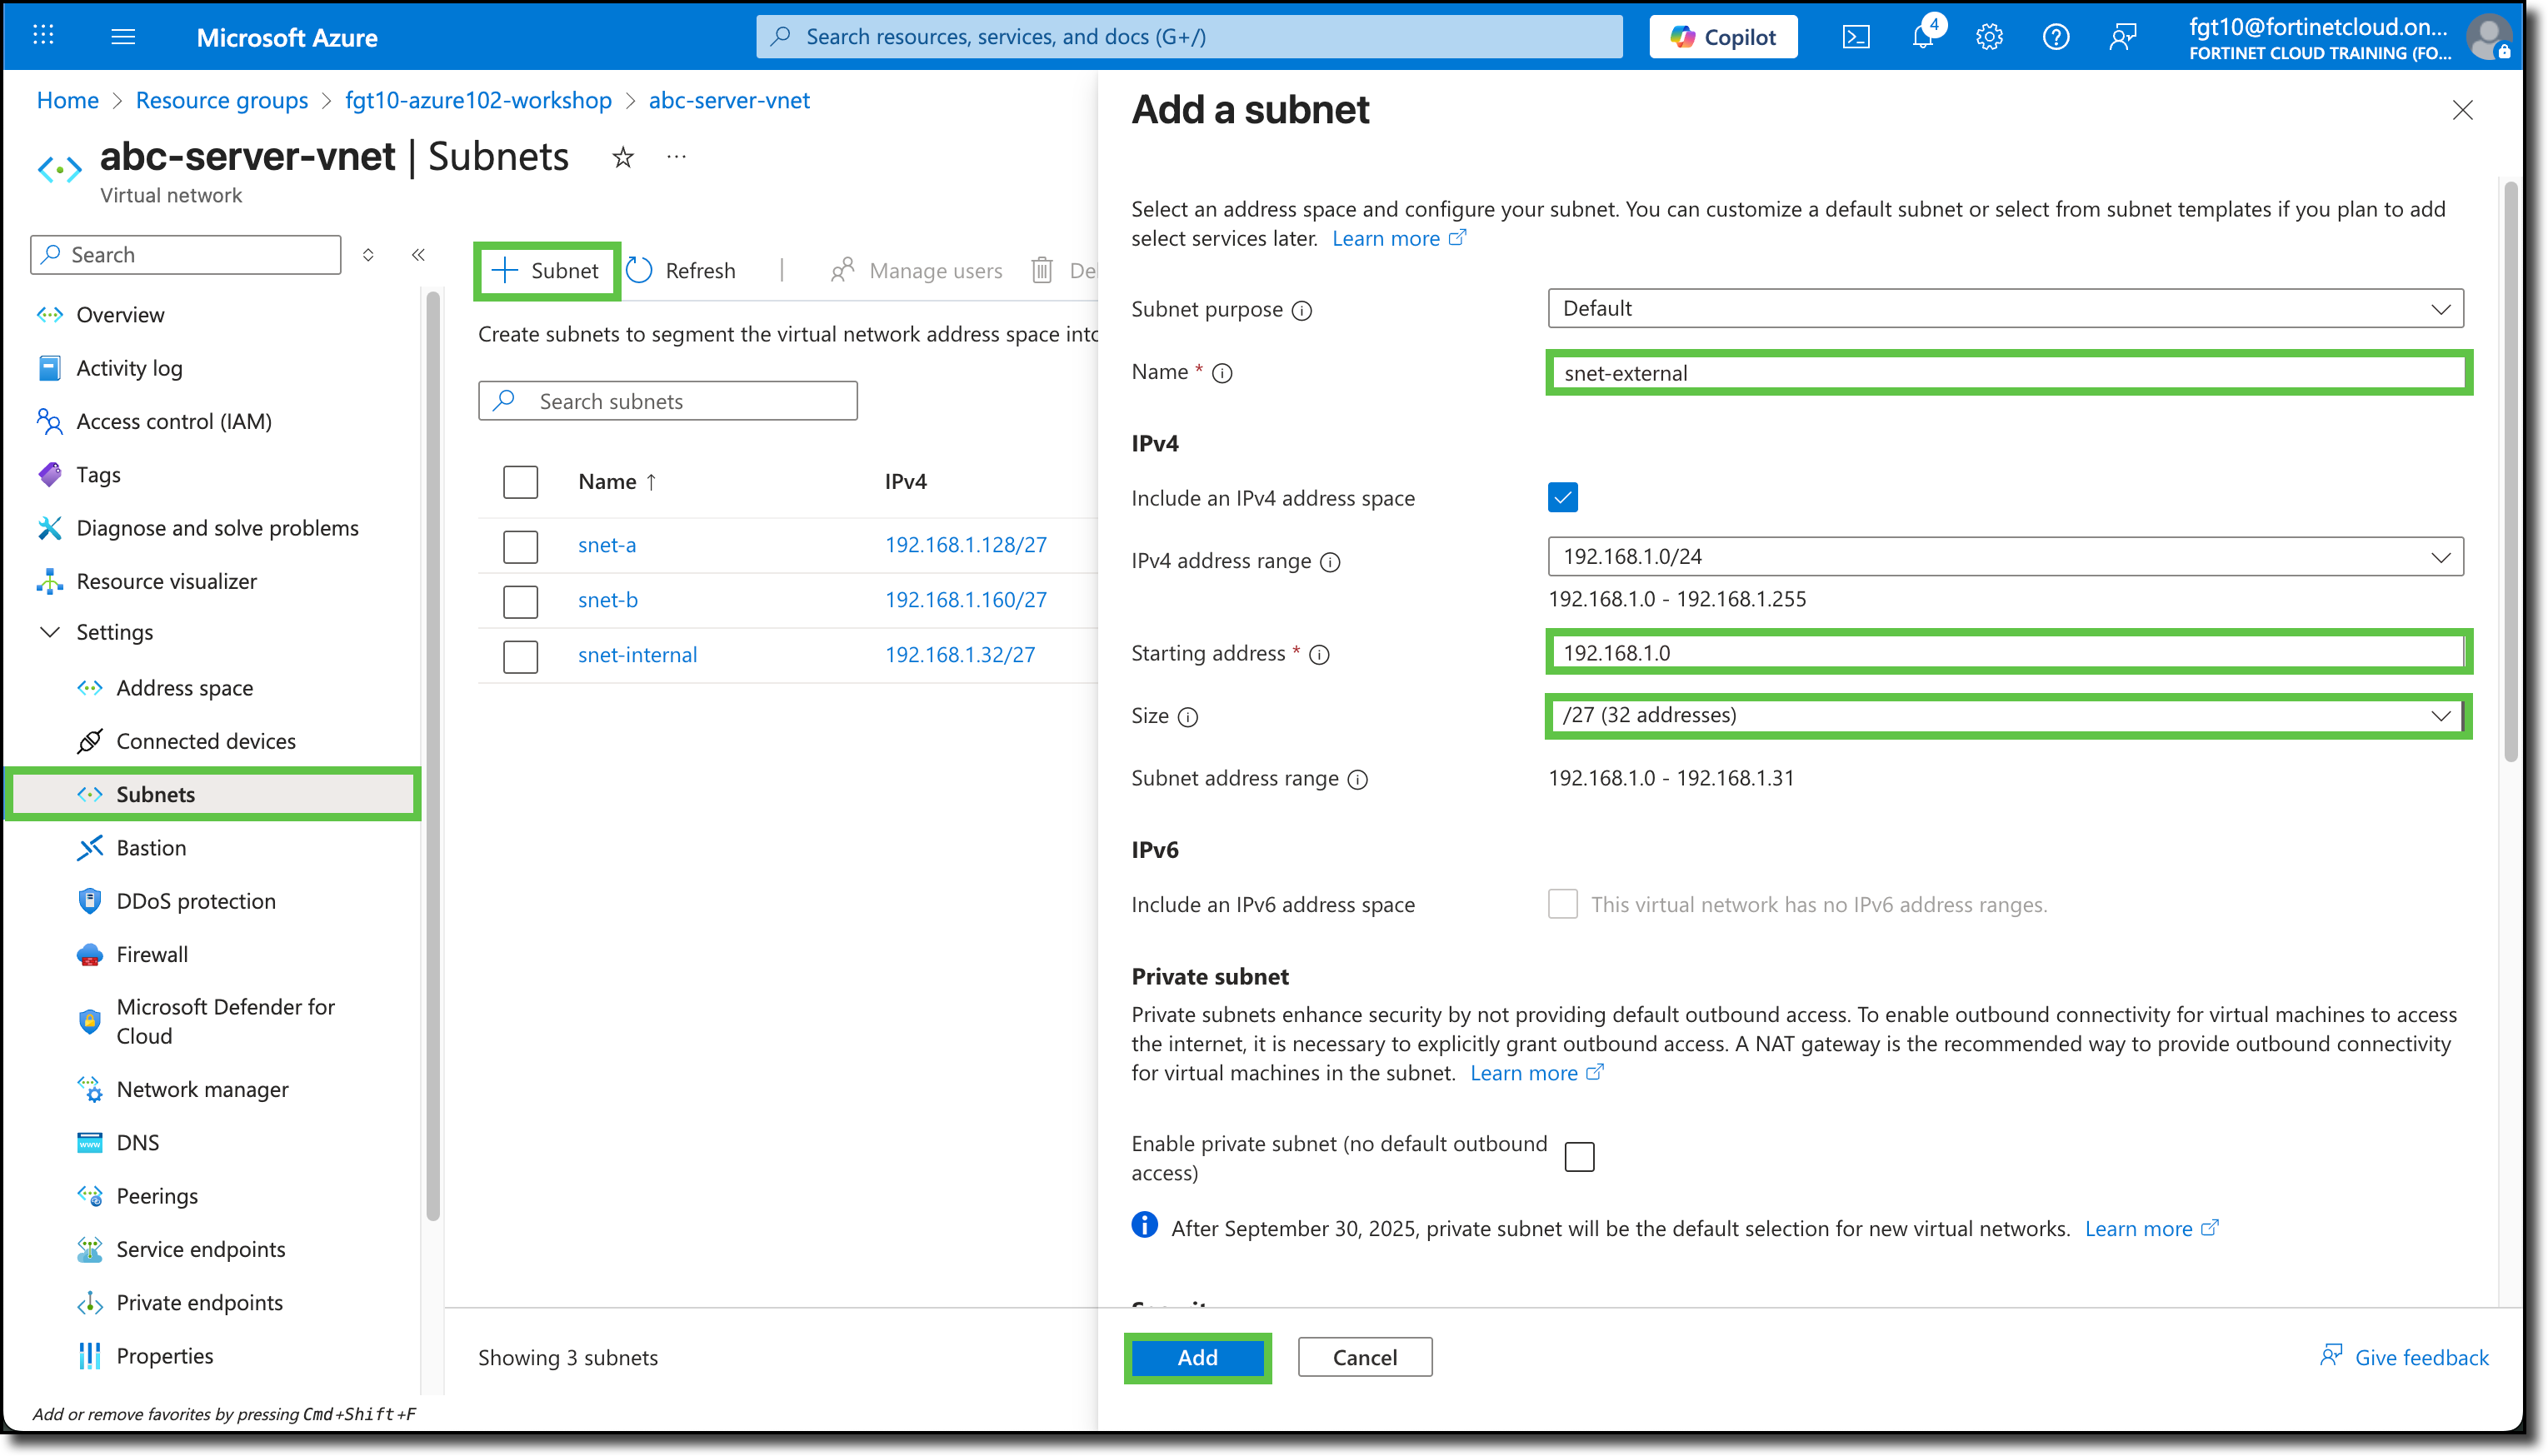 Microsoft Azure
Search resources, services, and docs (G+/)
Copilot
4
fgt10@fortinetcloud.on...
FORTINET CLOUD TRAINING (FO...
Home > Resource groups > fgt10-azure102-workshop > abc-server-vnet
abc-server-vnet | Subnets
Virtual network
Search
Overview
Activity log
Access control (IAM)
Tags
Diagnose and solve problems
Resource visualizer
Settings
Address space
Connected devices
Subnets
Bastion
DDoS protection
Firewall
Microsoft Defender for
Cloud
Network manager
DNS
Peerings
Service endpoints
Private endpoints
Properties
Add or remove favorites by pressing Cmd+Shift+F
Subnet
Refresh
Manage users
De
Create subnets to segment the virtual network address space into
Search subnets
Name ↑ IPv4
snet-a 192.168.1.128/27
snet-b 192.168.1.160/27
snet-internal 192.168.1.32/27
Showing 3 subnets
Add a subnet
Select an address space and configure your subnet. You can customize a default subnet or select from subnet templates if you plan to add
select services later. Learn more
Subnet purpose Default
Name * snet-external
IPv4
Include an IPv4 address space
IPv4 address range 192.168.1.0/24
192.168.1.0 - 192.168.1.255
Starting address * 192.168.1.0
Size /27 (32 addresses)
Subnet address range 192.168.1.0 - 192.168.1.31
IPv6
Include an IPv6 address space This virtual network has no IPv6 address ranges.
Private subnet
Private subnets enhance security by not providing default outbound access. To enable outbound connectivity for virtual machines to access
the internet, it is necessary to explicitly grant outbound access. A NAT gateway is the recommended way to provide outbound connectivity
for virtual machines in the subnet. Learn more
Enable private subnet (no default outbound
access)
After September 30, 2025, private subnet will be the default selection for new virtual networks. Learn more
Add
Cancel
Give feedback